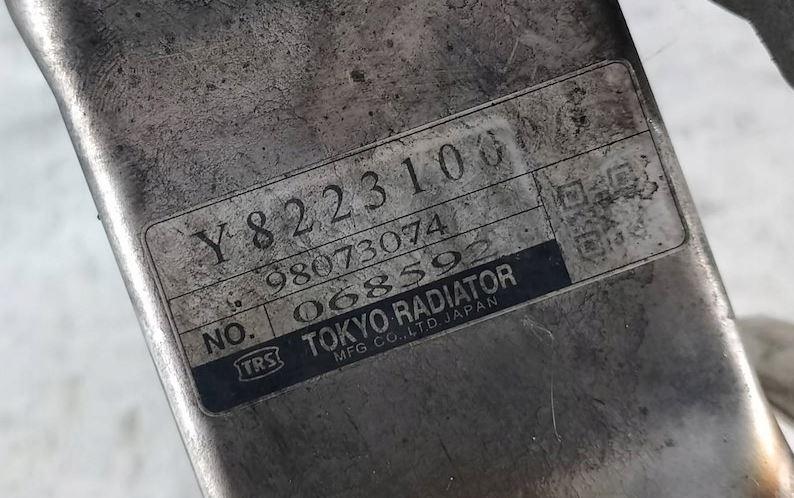 Y8223100
98073074
NO. 068592
TRS TOKYO RADIATOR
MFG CO.,LTD. JAPAN